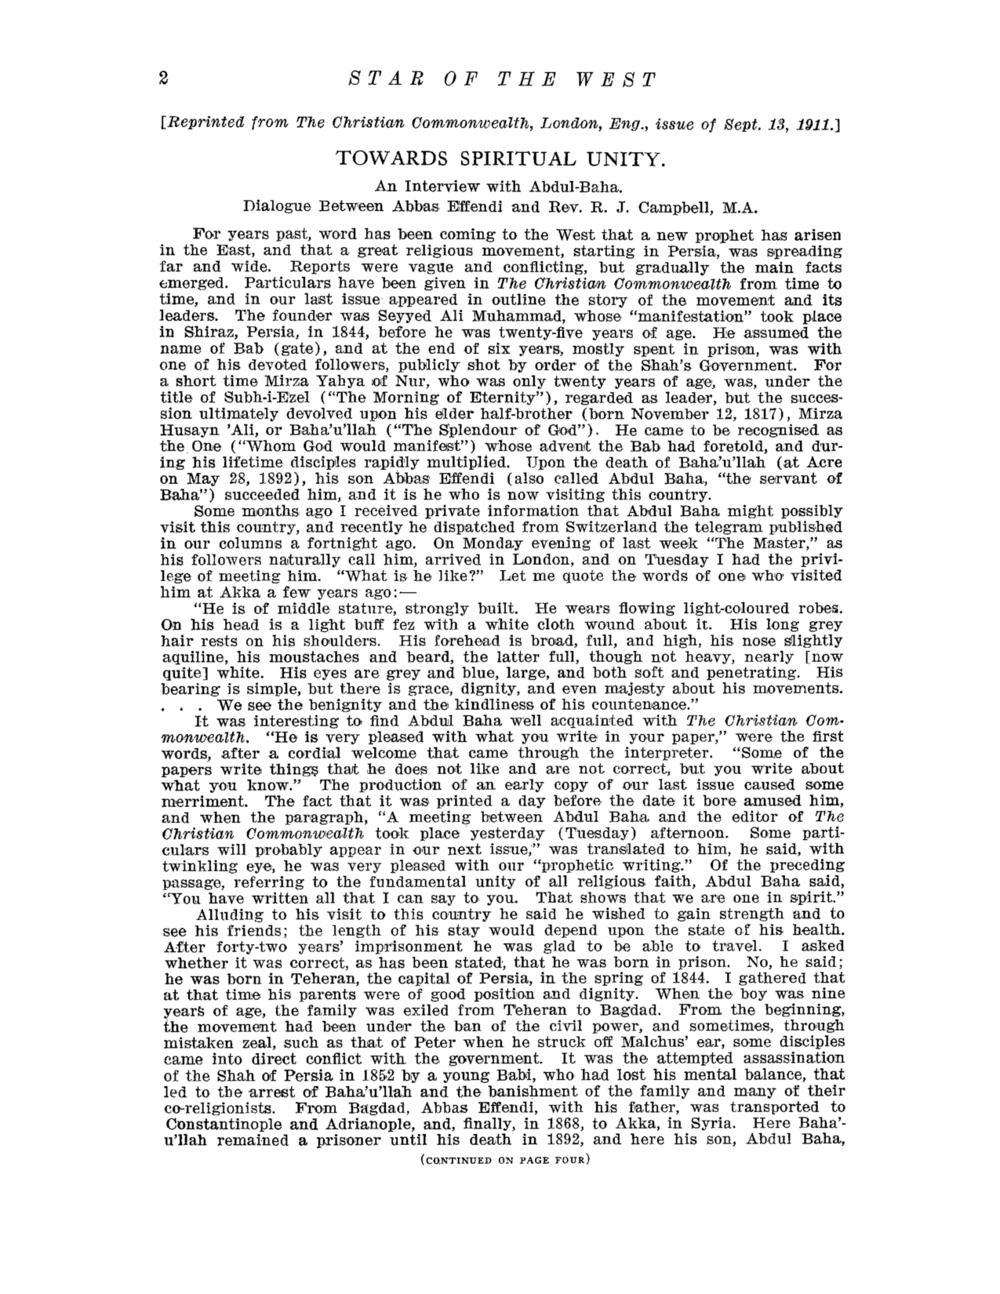 2 STAR OF THE WEST
[Reprinted from The Christian Commonwealth, London, Eng., issue of Sept. 13, 1911.]
TOWARDS SPIRITUAL UNITY.
An Interview with Abdul-Baha.
Dialogue Between Abbas Effendi and Rev. R. J. Campbell, M.A.
For years past, word has been coming to the West that a new prophet has arisen
in the East, and that a great religious movement, starting in Persia, was spreading
far and wide. Reports were vague and conflicting, but gradually the main facts
emerged. Particulars have been given in The Christian Commonwealth from time to
time, and in our last issue appeared in outline the story of the movement and its
leaders. The founder was Seyyed Ali Muhammad, whose "manifestation" took place
in Shiraz, Persia, in 1844, before he was twenty-five years of age. He assumed the
name of Bab (gate), and at the end of six years, mostly spent in prison, was with
one of his devoted followers, publicly shot by order of the Shah's Government. For
a short time Mirza Yahya of Nur, who was only twenty years of age, was, under the
title of Subh-i-Ezel ("The Morning of Eternity"), regarded as leader, but the succes-
sion ultimately devolved upon his elder half-brother (born November 12, 1817), Mirza
Husayn 'Ali, or Baha'u'llah ("The Splendour of God"). He came to be recognised as
the One ("Whom God would manifest") whose advent the Bab had foretold, and dur-
ing his lifetime disciples rapidly multiplied. Upon the death of Baha'u'llah (at Acre
on May 28, 1892), his son Abbas Effendi (also called Abdul Baha, "the servant of
Baha") succeeded him, and it is he who is now visiting this country.
Some months ago I received private information that Abdul Baha might possibly
visit this country, and recently he dispatched from Switzerland the telegram published
in our columns a fortnight ago. On Monday evening of last week "The Master," as
his followers naturally call him, arrived in London, and on Tuesday I had the privi-
lege of meeting him. "What is he like?" Let me quote the words of one who visited
him at Akka a few years ago:—
"He is of middle stature, strongly built. He wears flowing light-coloured robes.
On his head is a light buff fez with a white cloth wound about it. His long grey
hair rests on his shoulders. His forehead is broad, full, and high, his nose slightly
aquiline, his moustaches and beard, the latter full, though not heavy, nearly [now
quite] white. His eyes are grey and blue, large, and both soft and penetrating. His
bearing is simple, but there is grace, dignity, and even majesty about his movements.
. . . We see the benignity and the kindliness of his countenance."
It was interesting to find Abdul Baha well acquainted with The Christian Com-
monwealth. "He is very pleased with what you write in your paper," were the first
words, after a cordial welcome that came through the interpreter. "Some of the
papers write things that he does not like and are not correct, but you write about
what you know." The production of an early copy of our last issue caused some
merriment. The fact that it was printed a day before the date it bore amused him,
and when the paragraph, "A meeting between Abdul Baha and the editor of The
Christian Commonwealth took place yesterday (Tuesday) afternoon. Some parti-
culars will probably appear in our next issue," was translated to him, he said, with
twinkling eye, he was very pleased with our "prophetic writing." Of the preceding
passage, referring to the fundamental unity of all religious faith, Abdul Baha said,
"You have written all that I can say to you. That shows that we are one in spirit."
Alluding to his visit to this country he said he wished to gain strength and to
see his friends; the length of his stay would depend upon the state of his health.
After forty-two years' imprisonment he was glad to be able to travel. I asked
whether it was correct, as has been stated, that he was born in prison. No, he said;
he was born in Teheran, the capital of Persia, in the spring of 1844. I gathered that
at that time his parents were of good position and dignity. When the boy was nine
years of age, the family was exiled from Teheran to Bagdad. From the beginning,
the movement had been under the ban of the civil power, and sometimes, through
mistaken zeal, such as that of Peter when he struck off Malchus' ear, some disciples
came into direct conflict with the government. It was the attempted assassination
of the Shah of Persia in 1852 by a young Babi, who had lost his mental balance, that
led to the arrest of Baha'u'llah and the banishment of the family and many of their
co-religionists. From Bagdad, Abbas Effendi, with his father, was transported to
Constantinople and Adrianople, and, finally, in 1868, to Akka, in Syria. Here Baha'-
u'llah remained a prisoner until his death in 1892, and here his son, Abdul Baha,
(CONTINUED ON PAGE FOUR)